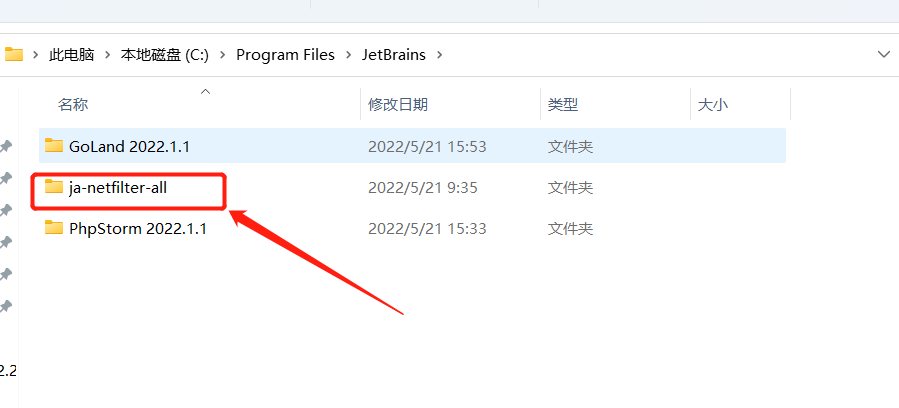 此电脑 > 本地磁盘 (C:) > Program Files > JetBrains >
名称 修改日期 类型 大小
GoLand 2022.1.1 2022/5/21 15:53 文件夹
ja-netfilter-all 2022/5/21 9:35 文件夹
PhpStorm 2022.1.1 2022/5/21 15:33 文件夹
2.2